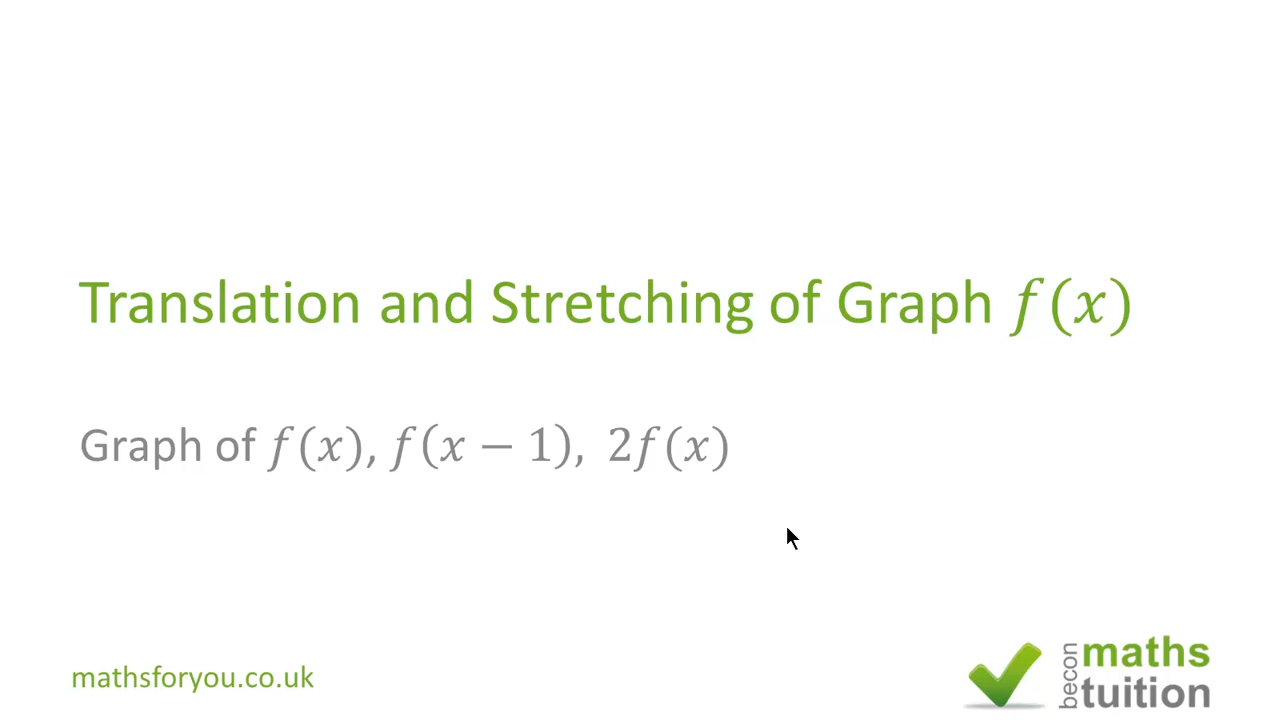 Translation and Stretching of Graph f(x)
Graph of f(x), f(x − 1), 2f(x)
mathsforyou.co.uk
becon
maths
tuition